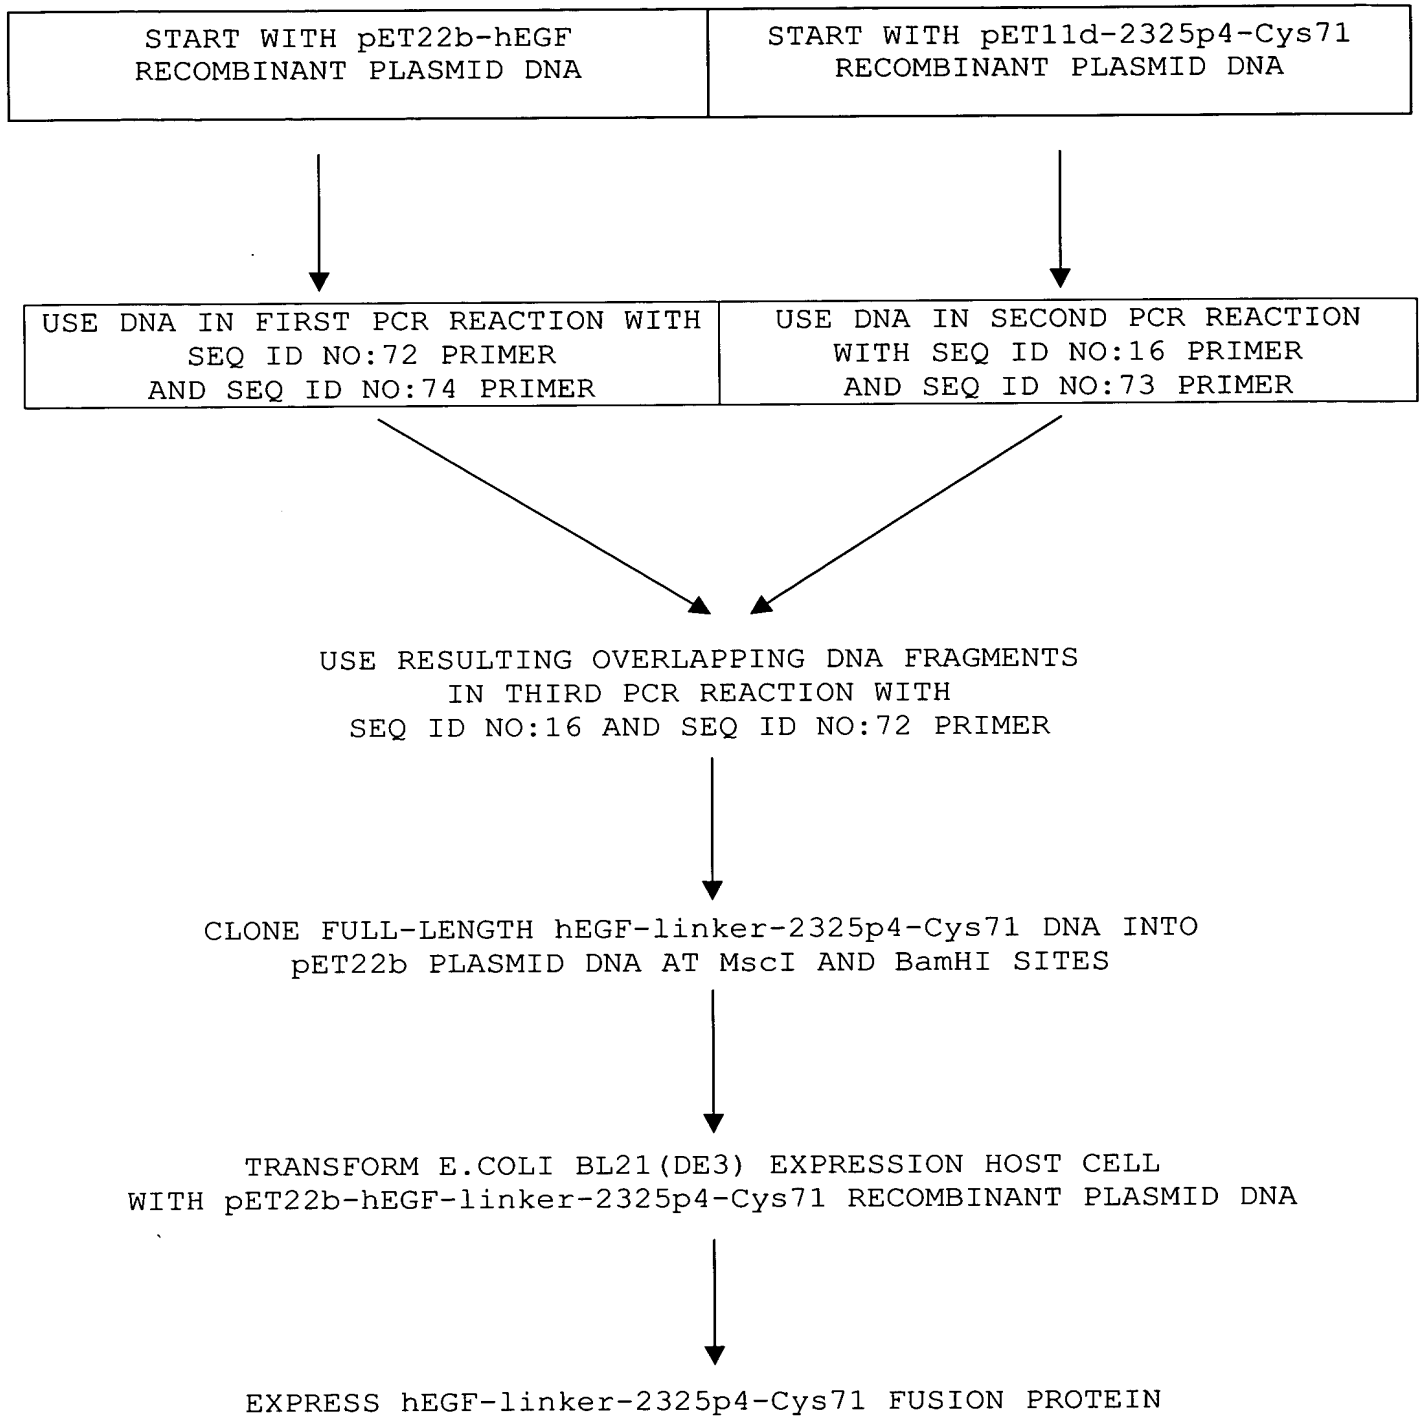 START WITH pET22b-hEGF
RECOMBINANT PLASMID DNA
START WITH pET11d-2325p4-Cys71
RECOMBINANT PLASMID DNA
USE DNA IN FIRST PCR REACTION WITH
SEQ ID NO:72 PRIMER
AND SEQ ID NO:74 PRIMER
USE DNA IN SECOND PCR REACTION
WITH SEQ ID NO:16 PRIMER
AND SEQ ID NO:73 PRIMER
USE RESULTING OVERLAPPING DNA FRAGMENTS
IN THIRD PCR REACTION WITH
SEQ ID NO:16 AND SEQ ID NO:72 PRIMER
CLONE FULL-LENGTH hEGF-linker-2325p4-Cys71 DNA INTO
pET22b PLASMID DNA AT MscI AND BamHI SITES
TRANSFORM E.COLI BL21(DE3) EXPRESSION HOST CELL
WITH pET22b-hEGF-linker-2325p4-Cys71 RECOMBINANT PLASMID DNA
EXPRESS hEGF-linker-2325p4-Cys71 FUSION PROTEIN